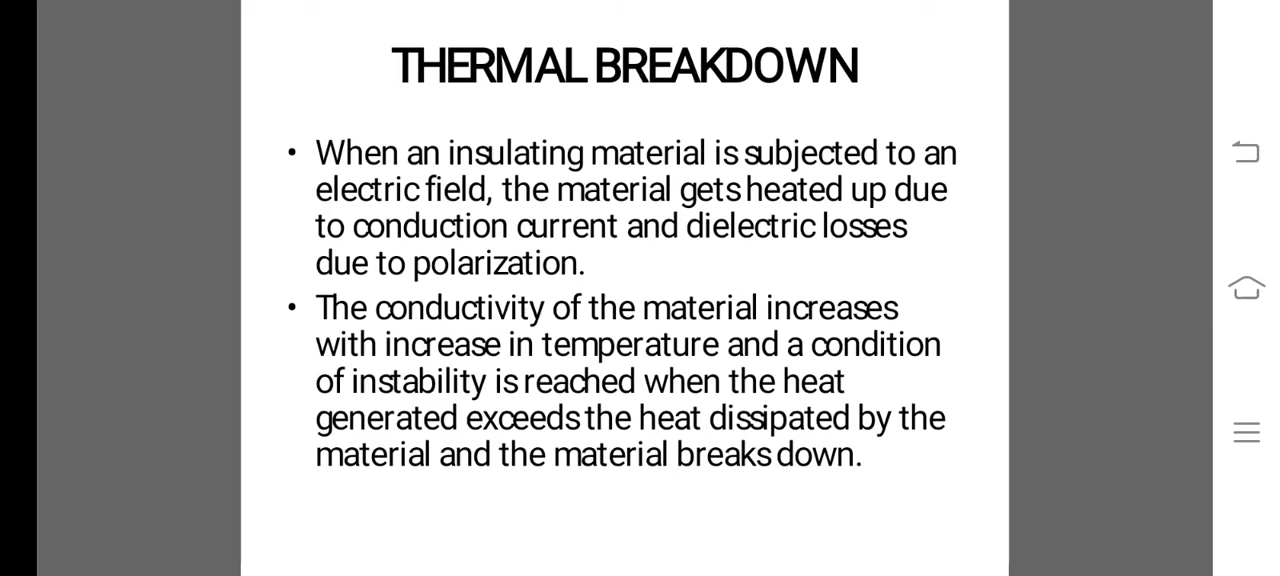 THERMAL BREAKDOWN
• When an insulating material is subjected to an
electric field, the material gets heated up due
to conduction current and dielectric losses
due to polarization.
• The conductivity of the material increases
with increase in temperature and a condition
of instability is reached when the heat
generated exceeds the heat dissipated by the
material and the material breaks down.